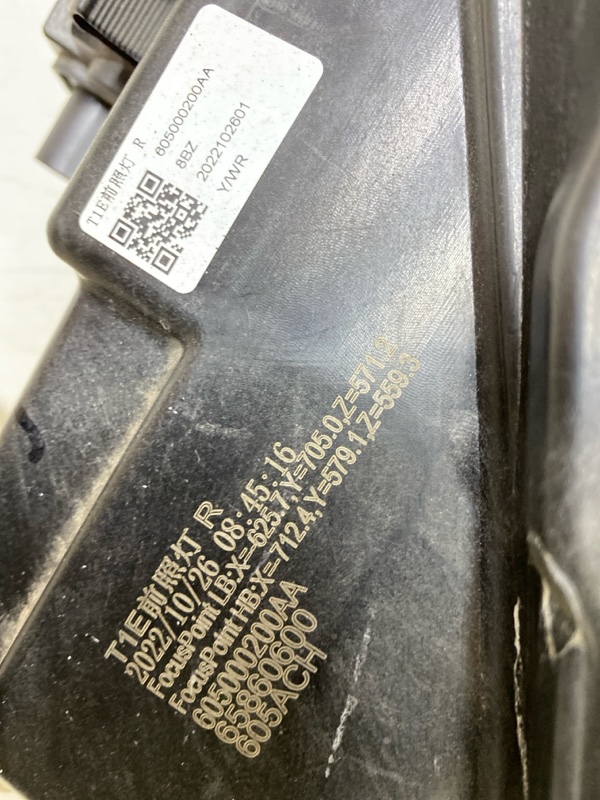 T1E前照灯 R
605000200AA
8BZ
2022102601
Y/WR
T1E前照灯 R
2022/10/26 08:45:16
FocusPoint LB:X=-625.7,Y=705.0,Z=571.2
FocusPoint HB:X=-712.4,Y=579.1,Z=559.3
605000200AA
65860600
605ACH